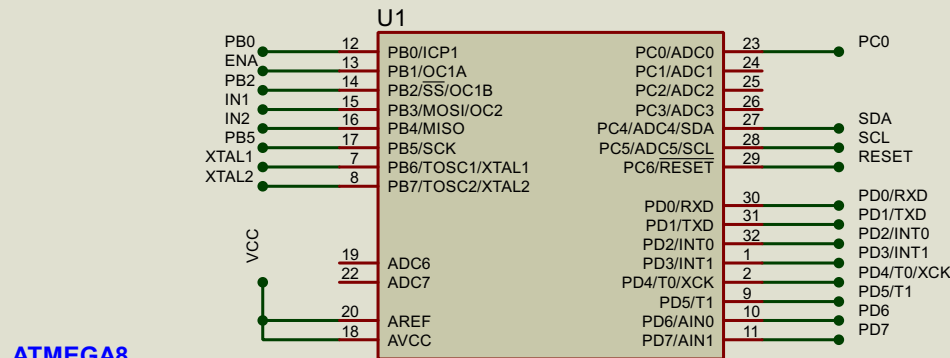 U1
PB0 12 PB0/ICP1 PC0/ADC0 23 PC0
ENA 13 PB1/OC1A PC1/ADC1 24
PB2 14 PB2/SS/OC1B PC2/ADC2 25
IN1 15 PB3/MOSI/OC2 PC3/ADC3 26
IN2 16 PB4/MISO PC4/ADC4/SDA 27 SDA
PB5 17 PB5/SCK PC5/ADC5/SCL 28 SCL
XTAL1 7 PB6/TOSC1/XTAL1 PC6/RESET 29 RESET
XTAL2 8 PB7/TOSC2/XTAL2
PD0/RXD 30 PD0/RXD
PD1/TXD 31 PD1/TXD
VCC
PD2/INT0 32 PD2/INT0
19 ADC6 PD3/INT1 1 PD3/INT1
22 ADC7 PD4/T0/XCK 2 PD4/T0/XCK
PD5/T1 9 PD5/T1
20 AREF PD6/AIN0 10 PD6
18 AVCC PD7/AIN1 11 PD7
ATMEGA8